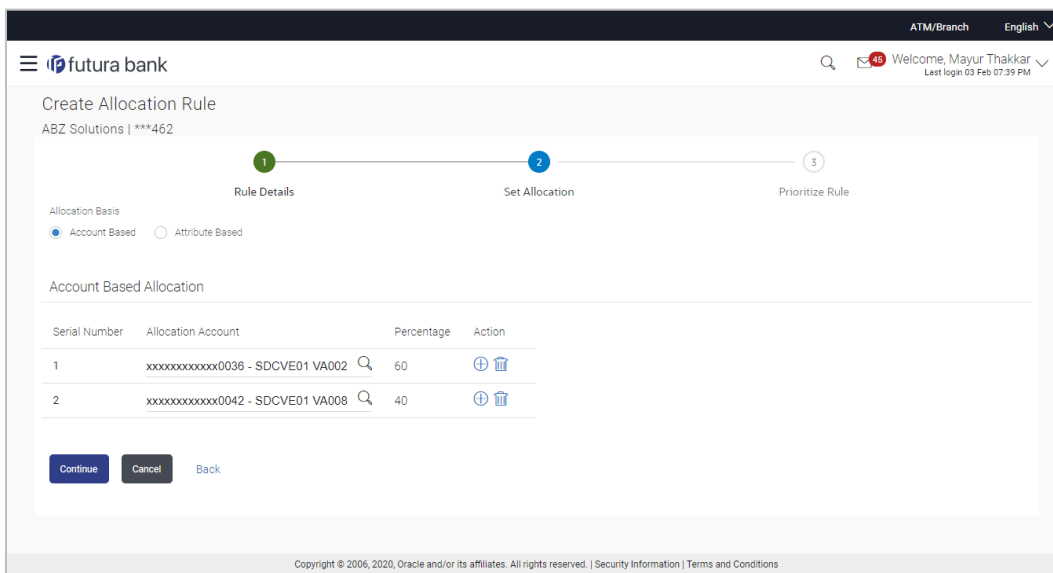 ATM/Branch English
futura bank
45 Welcome, Mayur Thakkar
Last login 03 Feb 07:39 PM
Create Allocation Rule
ABZ Solutions | ***462
1 2 3
Rule Details Set Allocation Prioritize Rule
Allocation Basis
Account Based Attribute Based
Account Based Allocation
Serial Number Allocation Account Percentage Action
1 xxxxxxxxxxxx0036 - SDCVE01 VA002 60
2 xxxxxxxxxxxx0042 - SDCVE01 VA008 40
Continue Cancel Back
Copyright © 2006, 2020, Oracle and/or its affiliates. All rights reserved. | Security Information | Terms and Conditions